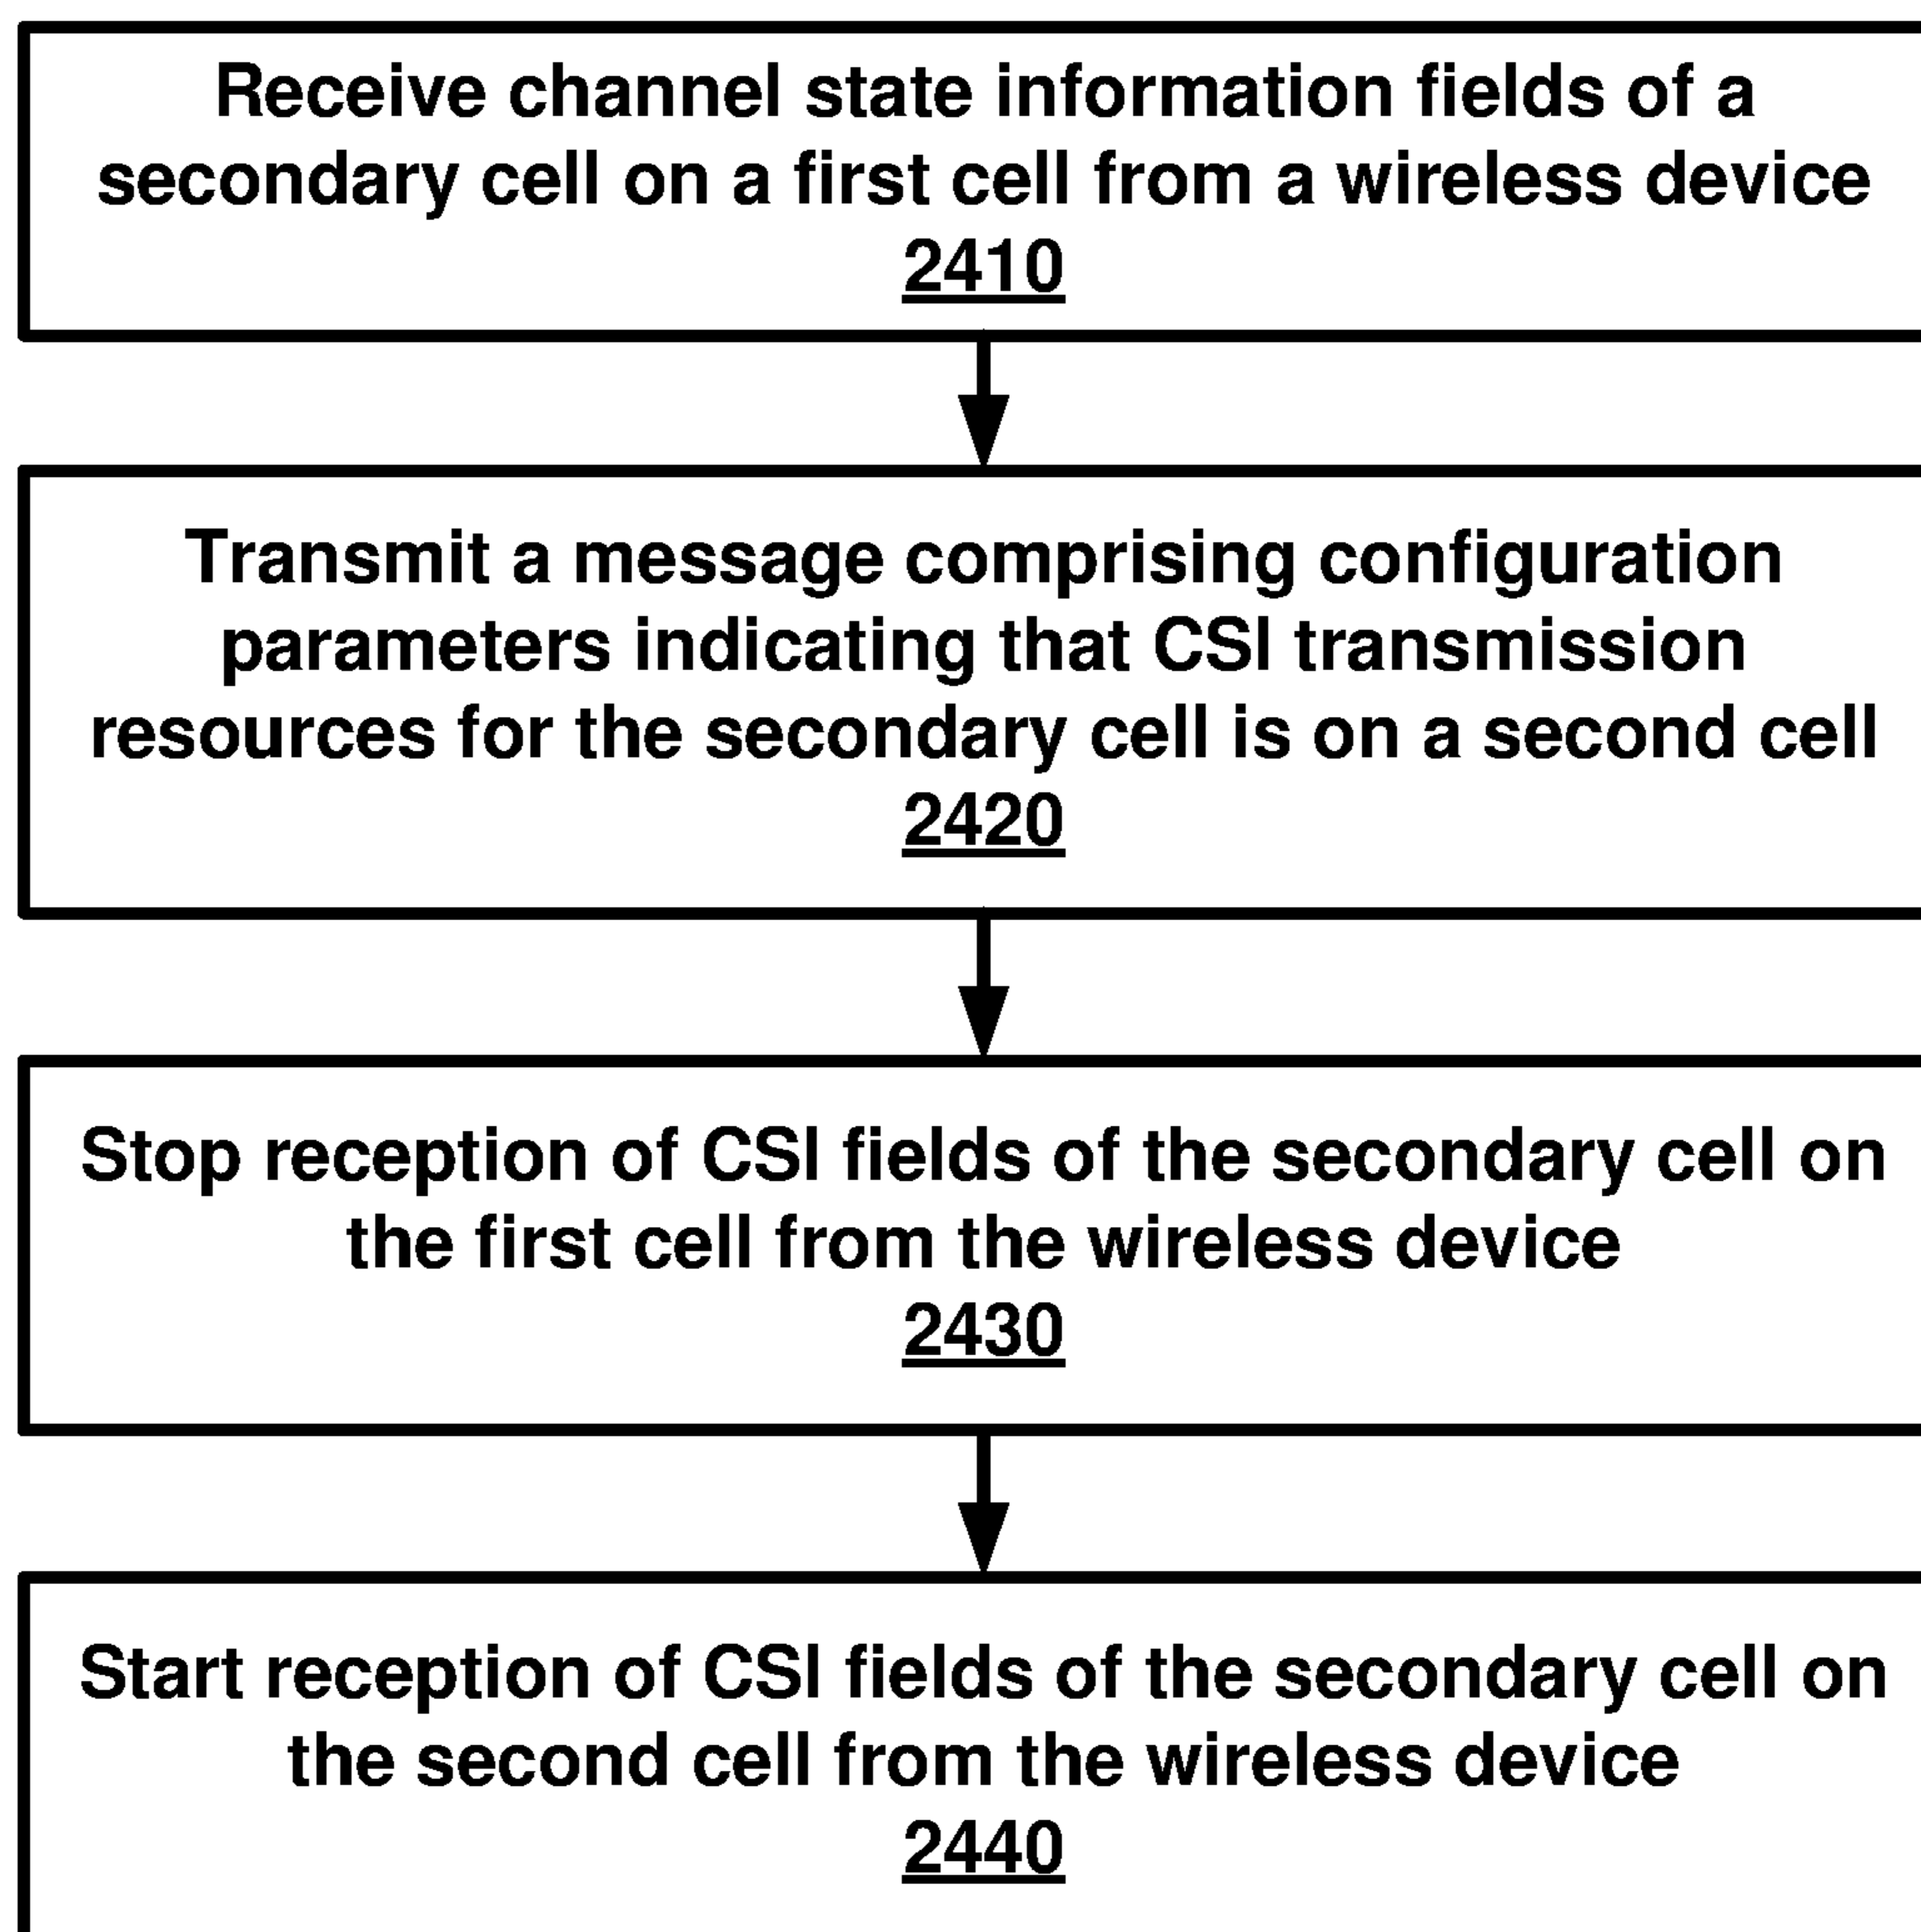 Receive channel state information fields of a
secondary cell on a first cell from a wireless device
2410
Transmit a message comprising configuration
parameters indicating that CSI transmission
resources for the secondary cell is on a second cell
2420
Stop reception of CSI fields of the secondary cell on
the first cell from the wireless device
2430
Start reception of CSI fields of the secondary cell on
the second cell from the wireless device
2440